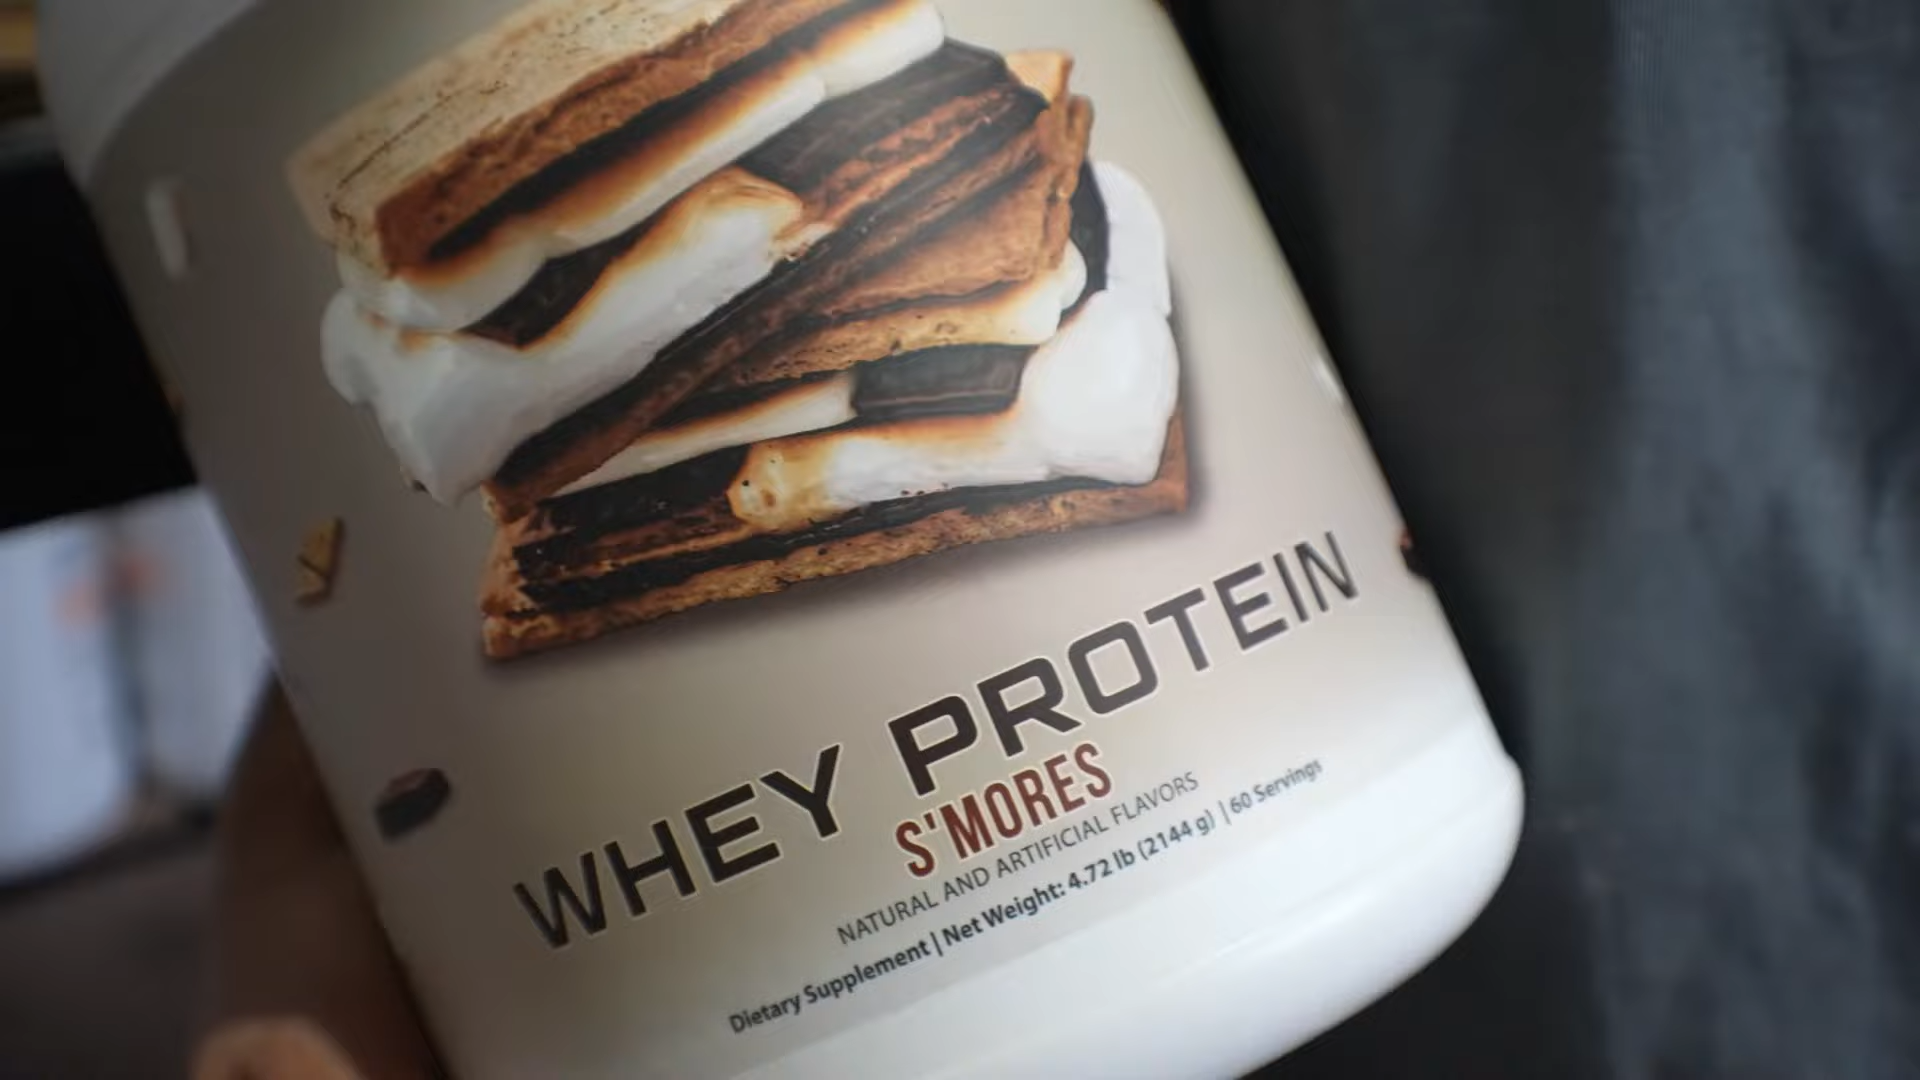 WHEY PROTEIN
S'MORES
NATURAL AND ARTIFICIAL FLAVORS
Dietary Supplement | Net Weight: 4.72 lb (2144 g) | 60 Servings